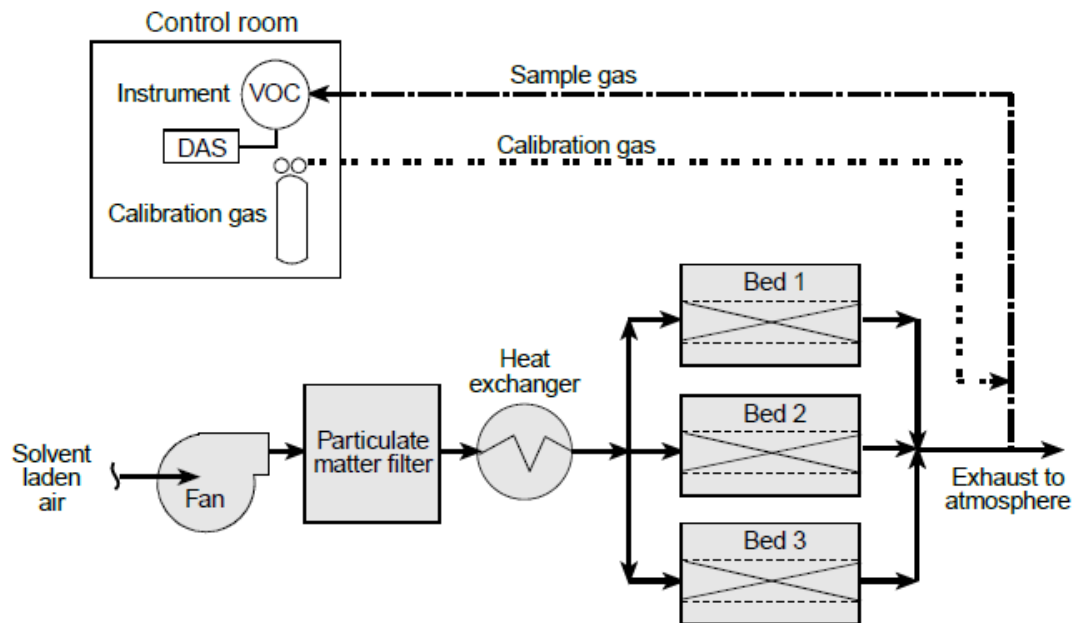 Control room
Instrument
VOC
DAS
Calibration gas
Sample gas
Calibration gas
Solvent
laden
air
Fan
Particulate
matter filter
Heat
exchanger
Bed 1
Bed 2
Bed 3
Exhaust to
atmosphere